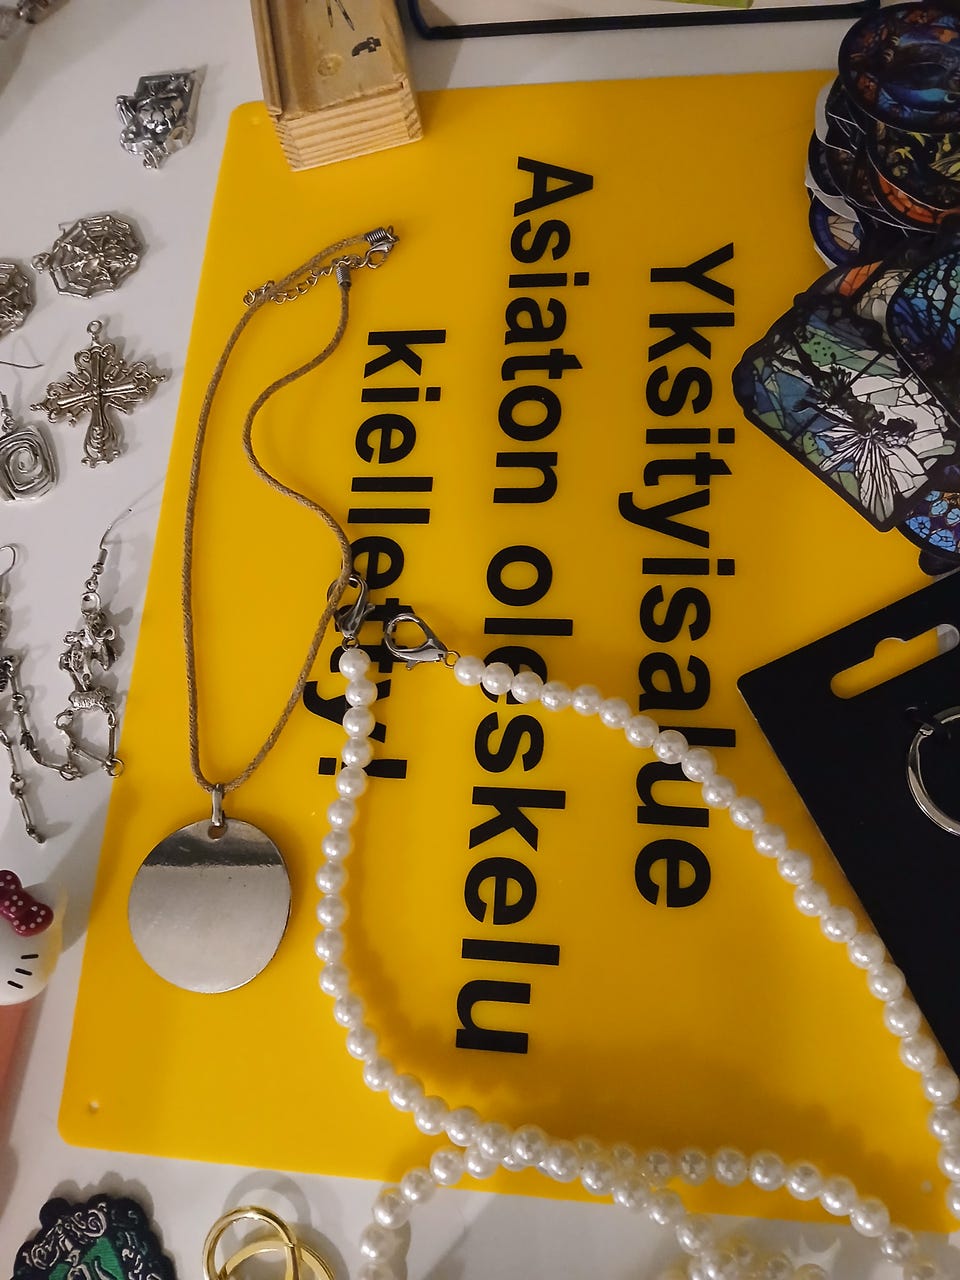 Yksityisalue
Asiaton oleskelu
kielletty!